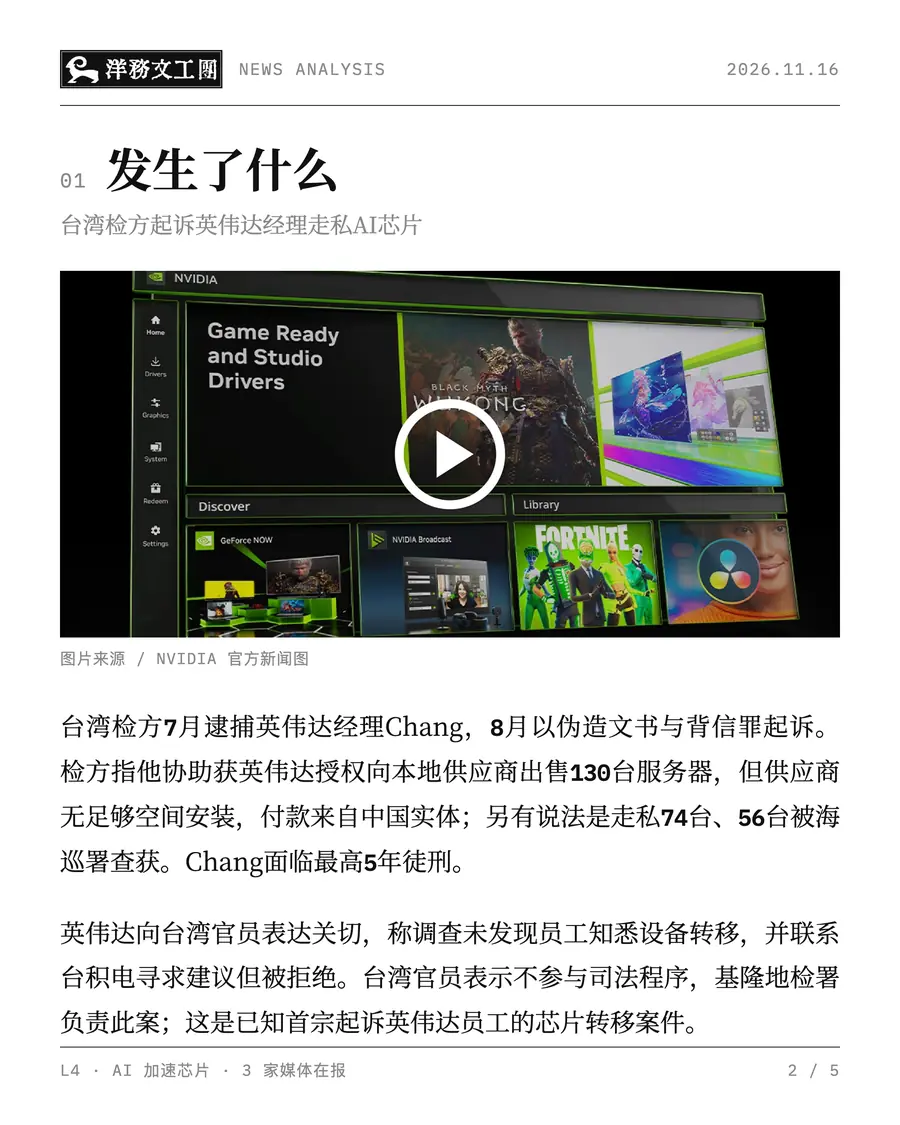 洋務文工團 NEWS ANALYSIS 2026.11.16
01 发生了什么
台湾检方起诉英伟达经理走私AI芯片
NVIDIA
Home
Drivers
Graphics
System
Redeem
Settings
Game Ready
and Studio
Drivers
BLACK MYTH
WUKONG
Discover
Library
GeForce NOW
NVIDIA Broadcast
FORTNITE
图片来源 / NVIDIA 官方新闻图
台湾检方7月逮捕英伟达经理Chang，8月以伪造文书与背信罪起诉。
检方指他协助获英伟达授权向本地供应商出售130台服务器，但供应商
无足够空间安装，付款来自中国实体；另有说法是走私74台、56台被海
巡署查获。Chang面临最高5年徒刑。
英伟达向台湾官员表达关切，称调查未发现员工知悉设备转移，并联系
台积电寻求建议但被拒绝。台湾官员表示不参与司法程序，基隆地检署
负责此案；这是已知首宗起诉英伟达员工的芯片转移案件。
L4 · AI 加速芯片 · 3 家媒体在报 2 / 5